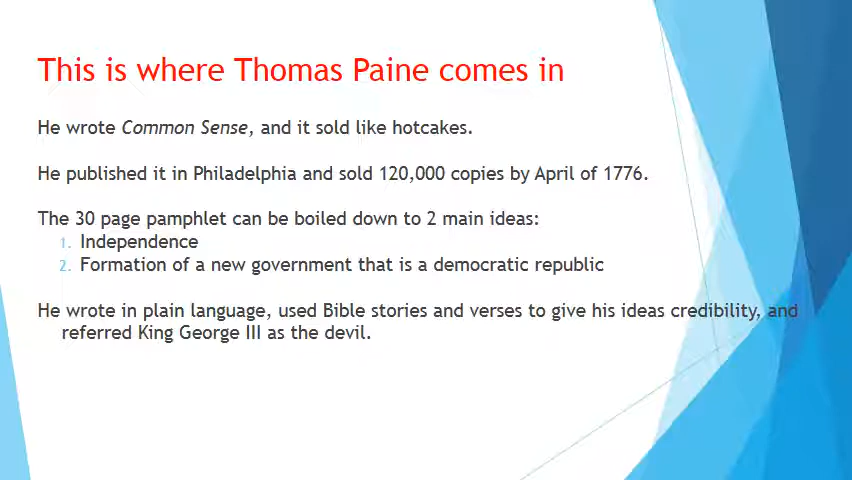 This is where Thomas Paine comes in
He wrote Common Sense, and it sold like hotcakes.
He published it in Philadelphia and sold 120,000 copies by April of 1776.
The 30 page pamphlet can be boiled down to 2 main ideas:
1. Independence
2. Formation of a new government that is a democratic republic
He wrote in plain language, used Bible stories and verses to give his ideas credibility, and
referred King George III as the devil.